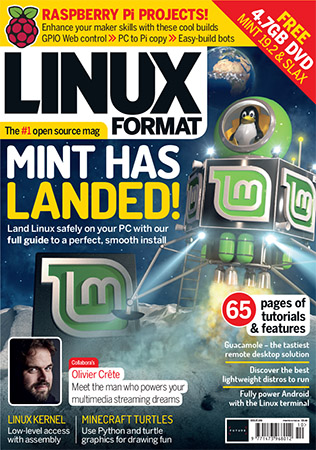 RASPBERRY Pi PROJECTS!
Enhance your maker skills with these cool builds
GPIO Web control >> PC to Pi copy >> Easy-build bots
FREE
4.7GB DVD
MINT 19.2 & SLAX
LINUX
FORMAT
The #1 open source mag
MINT HAS
LANDED!
Land Linux safely on your PC with our
full guide to a perfect, smooth install
65 pages of
tutorials
& features
Guacamole – the tastiest
remote desktop solution
Discover the best
lightweight distros to run
Fully power Android
with the Linux terminal
Collabora's
Olivier Crête
Meet the man who powers your
multimedia streaming dreams
LINUX KERNEL
Low-level access
with assembly
MINECRAFT TURTLES
Use Python and turtle
graphics for drawing fun
FUTURE
10
9 771473 968012